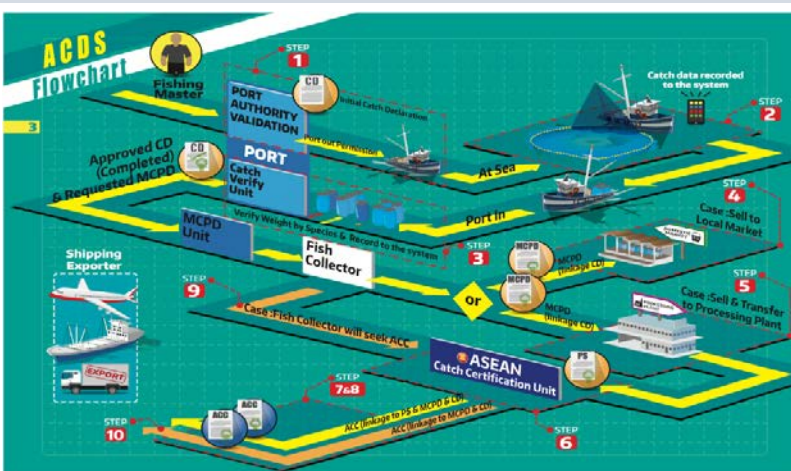 ACDS
Flowchart
3
Fishing
Master
STEP
1
CD
Initial Catch Declaration
PORT
AUTHORITY
VALIDATION
Port out Permission
Catch data recorded
to the system
STEP
2
At Sea
Approved CD
(Completed)
& Requested MCPD
CD
PORT
Catch
Verify
Unit
Port In
Verify Weight by Species & Record to the system
STEP
3
STEP
4
Case :Sell to
Local Market
MCPD
Unit
Fish
Collector
MCPD
MCPD (linkage CD)
or
MCPD
MCPD
(linkage CD)
STEP
5
Case :Sell & Transfer
to Processing Plant
Shipping
Exporter
EXPORT
STEP
9
Case :Fish Collector will seek ACC
ASEAN
Catch Certification Unit
PS
STEP
6
STEP
7&8
ACC
ACC
ACC (linkage to PS & MCPD & CD)
ACC (linkage to MCPD & CD)
STEP
10